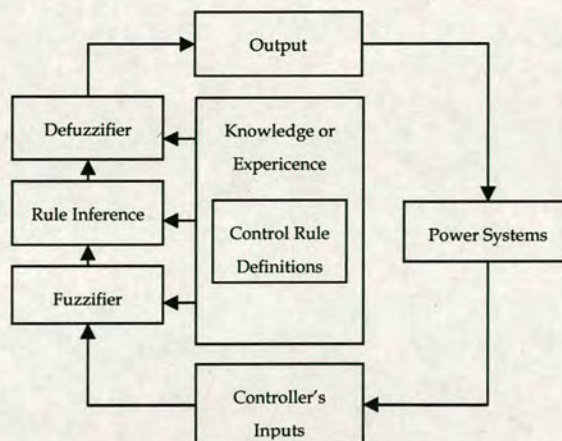 Output
Defuzzifier
Knowledge or
Expericence
Rule Inference
Control Rule
Definitions
Power Systems
Fuzzifier
Controller's
Inputs